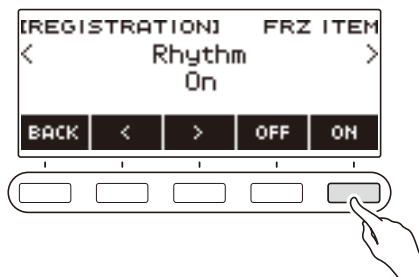 [REGISTRATION] FRZ ITEM
< Rhythm >
On
BACK < > OFF ON